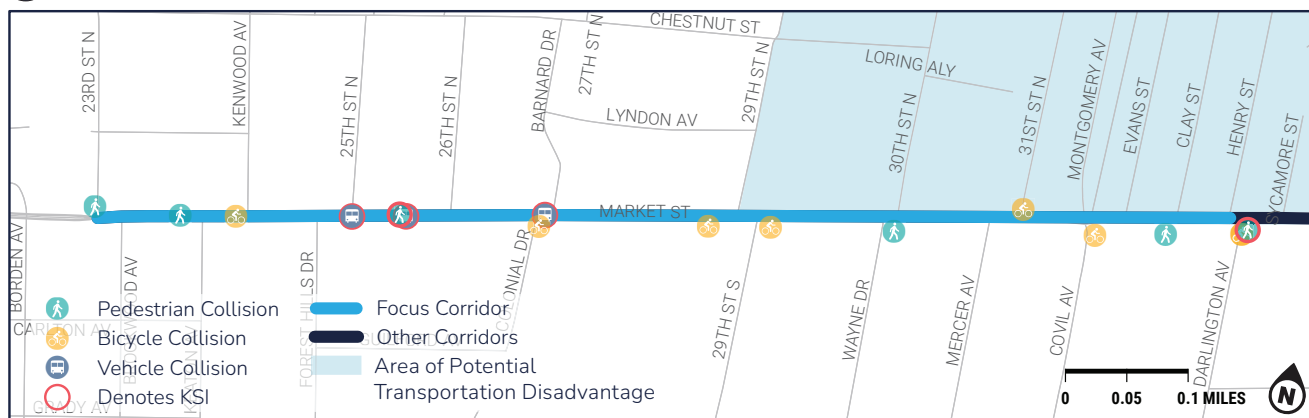 CHESTNUT ST
23RD ST N
KENWOOD AV
25TH ST N
26TH ST N
BARNARD DR
27TH ST N
29TH ST N
LORING ALY
LYNDON AV
30TH ST N
31ST ST N
MONTGOMERY AV
EVANS ST
CLAY ST
HENRY ST
SYCAMORE ST
MARKET ST
BORDEN AV
FOREST HILLS DR
COLONIAL DR
29TH ST S
WAYNE DR
MERCER AV
COVIL AV
DARLINGTON AV
CARLTON AV
GRADY AV
Pedestrian Collision
Bicycle Collision
Vehicle Collision
Denotes KSI
Focus Corridor
Other Corridors
Area of Potential
Transportation Disadvantage
0 0.05 0.1 MILES
N